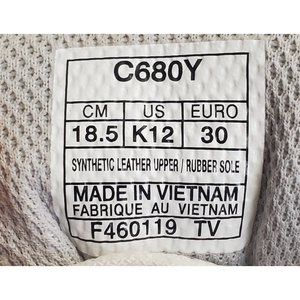 C680Y
CM US EURO
18.5 K12 30
SYNTHETIC LEATHER UPPER / RUBBER SOLE
MADE IN VIETNAM
FABRIQUE AU VIETNAM
F460119 TV